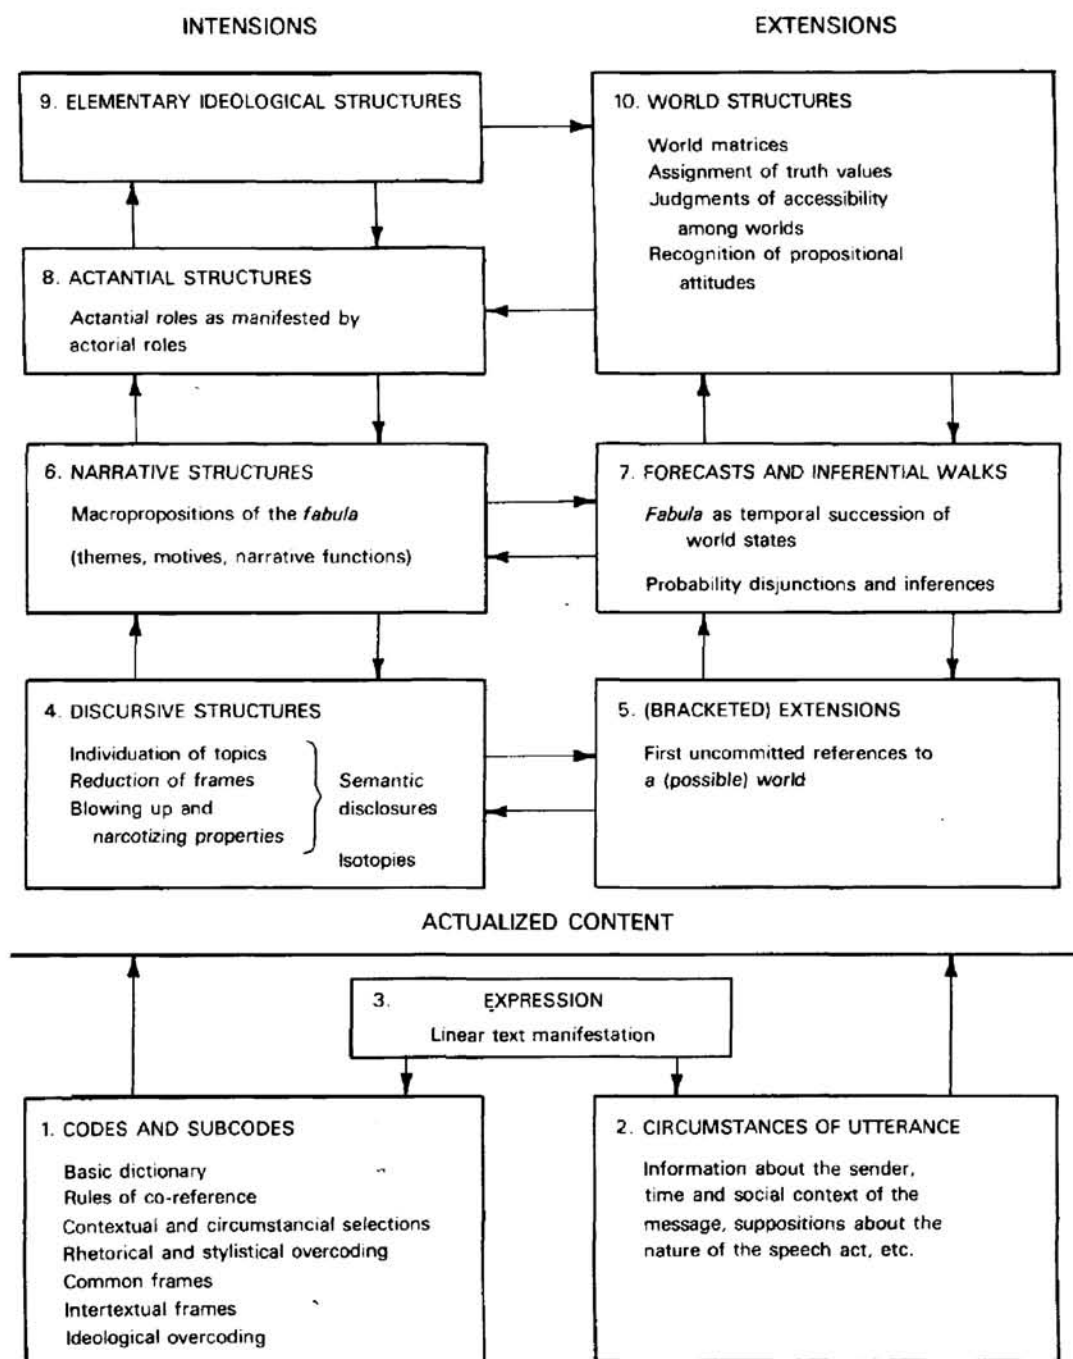 INTENSIONS
EXTENSIONS
9. ELEMENTARY IDEOLOGICAL STRUCTURES
10. WORLD STRUCTURES
World matrices
Assignment of truth values
Judgments of accessibility
among worlds
Recognition of propositional
attitudes
8. ACTANTIAL STRUCTURES
Actantial roles as manifested by
actorial roles
6. NARRATIVE STRUCTURES
Macropropositions of the fabula
(themes, motives, narrative functions)
7. FORECASTS AND INFERENTIAL WALKS
Fabula as temporal succession of
world states
Probability disjunctions and inferences
4. DISCURSIVE STRUCTURES
Individuation of topics
Reduction of frames
Blowing up and
narcotizing properties
Semantic
disclosures
Isotopies
5. (BRACKETED) EXTENSIONS
First uncommitted references to
a (possible) world
ACTUALIZED CONTENT
3. EXPRESSION
Linear text manifestation
1. CODES AND SUBCODES
Basic dictionary
Rules of co-reference
Contextual and circumstancial selections
Rhetorical and stylistical overcoding
Common frames
Intertextual frames
Ideological overcoding
2. CIRCUMSTANCES OF UTTERANCE
Information about the sender,
time and social context of the
message, suppositions about the
nature of the speech act, etc.